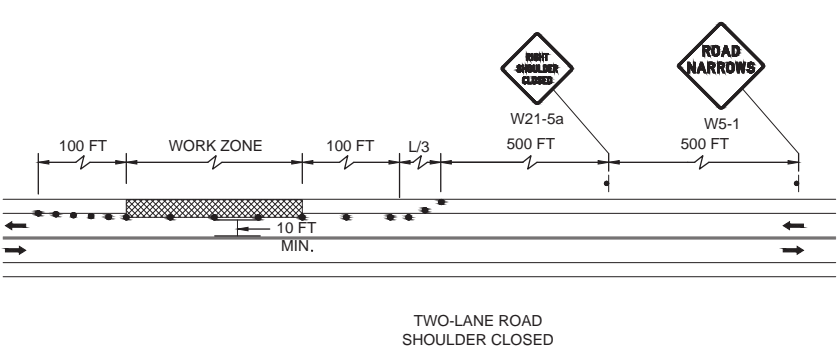 RIGHT
SHOULDER
CLOSED
ROAD
NARROWS
W21-5a
W5-1
100 FT
WORK ZONE
100 FT
L/3
500 FT
500 FT
10 FT
MIN.
TWO-LANE ROAD
SHOULDER CLOSED